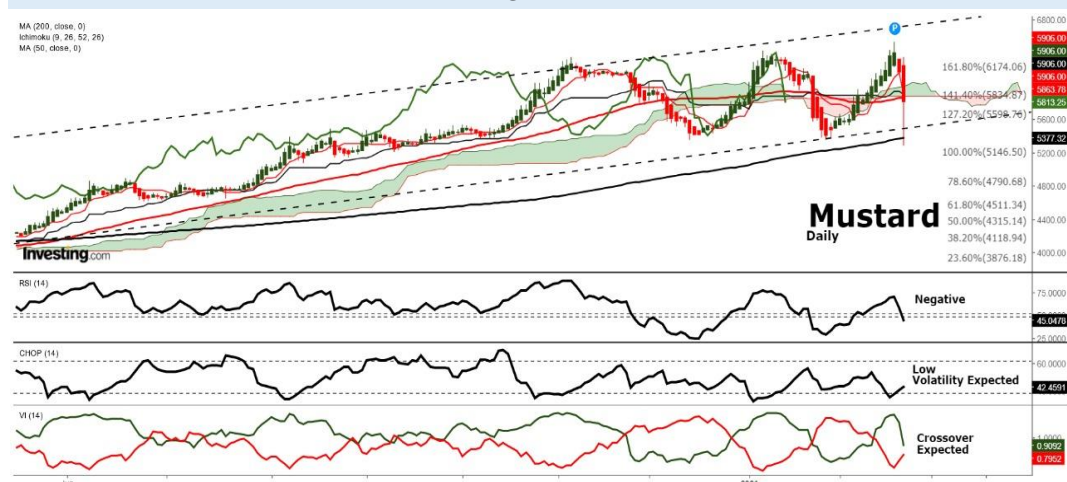 MA (200, close, 0)
Ichimoku (9, 26, 52, 26)
MA (50, close, 0)
P
6800.00
5906.00
5906.00
5906.00
5906.00
5863.78
5813.25
5600.00
5377.32
5200.00
4800.00
4400.00
4000.00
161.80%(6174.06)
141.40%(5834.87)
127.20%(5598.76)
100.00%(5146.50)
78.60%(4790.68)
61.80%(4511.34)
50.00%(4315.14)
38.20%(4118.94)
23.60%(3876.18)
Mustard
Daily
Investing.com
RSI (14)
Negative
75.0000
45.0478
25.0000
CHOP (14)
60.0000
Low
Volatility Expected
42.4591
VI (14)
Crossover
Expected
1.0000
0.9092
0.7952